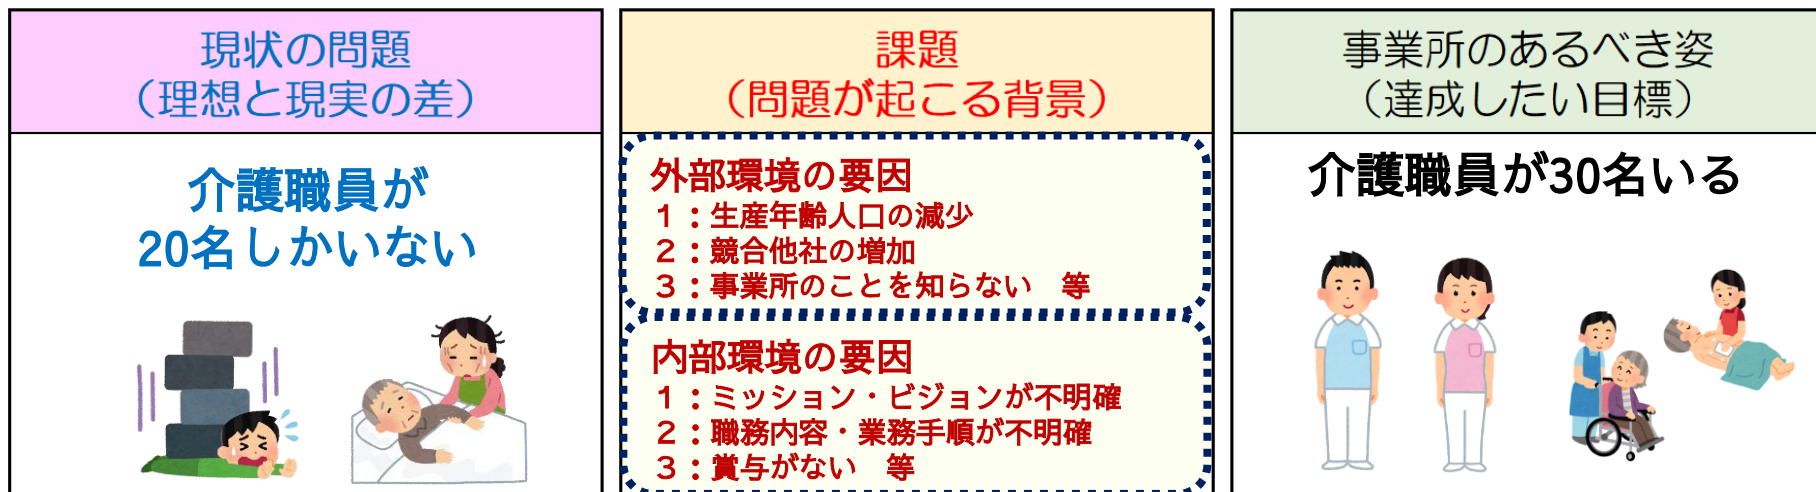 現状の問題
（理想と現実の差）
介護職員が
20名しかいない
課題
（問題が起こる背景）
外部環境の要因
１：生産年齢人口の減少
２：競合他社の増加
３：事業所のことを知らない　等
内部環境の要因
１：ミッション・ビジョンが不明確
２：職務内容・業務手順が不明確
３：賞与がない　等
事業所のあるべき姿
（達成したい目標）
介護職員が30名いる